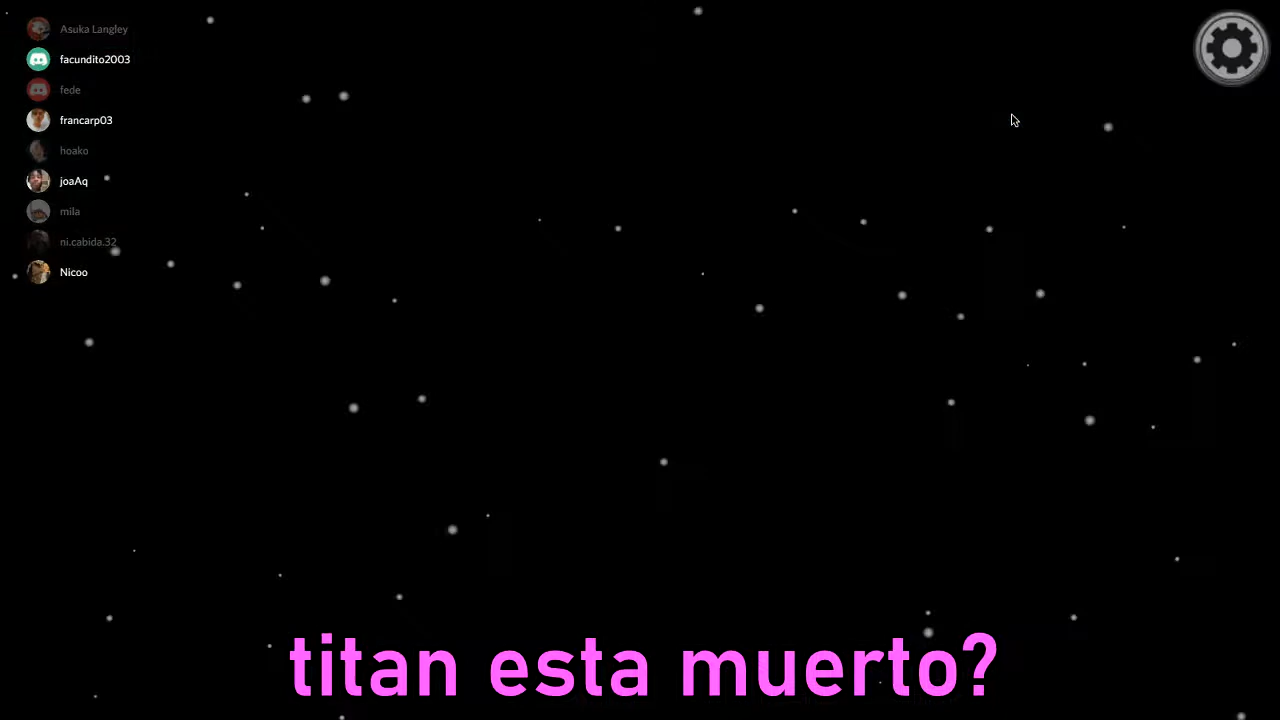 Asuka Langley
facundito2003
fede
francarp03
hoako
joaAq
mila
ni.cabida.32
Nicoo
titan esta muerto?